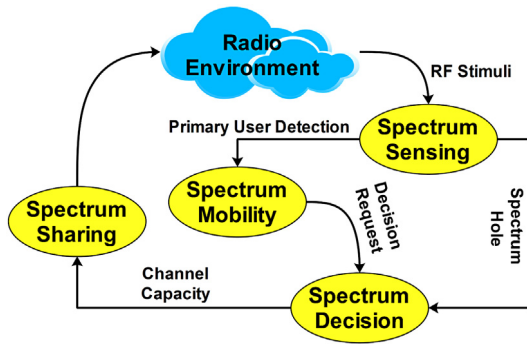 Radio
Environment
RF Stimuli
Primary User Detection
Spectrum
Sensing
Spectrum
Mobility
Decision
Request
Spectrum
Hole
Spectrum
Sharing
Channel
Capacity
Spectrum
Decision